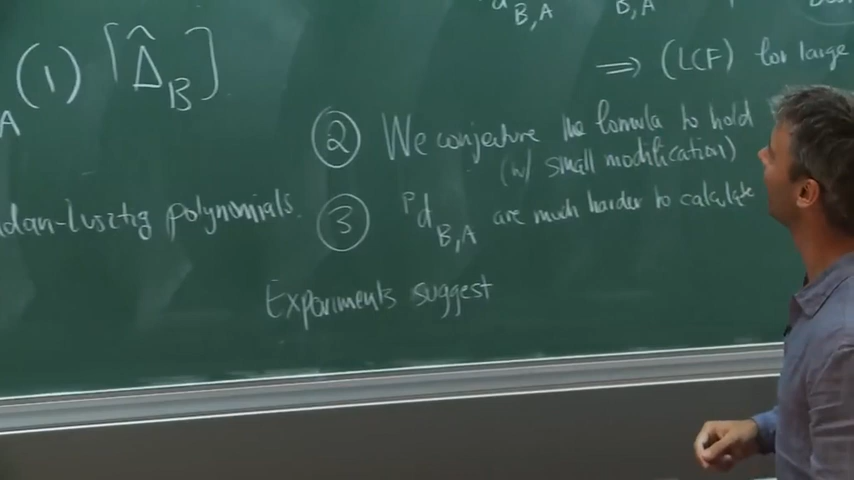 d_{B,A}
B,A
⟹ (LCF) for large
A(1) [Δ̂_B]
② We conjecture the formula to hold
(w/ small modification)
dan-Lusztig polynomials.
③ ᵖd_{B,A} are much harder to calculate
Experiments suggest